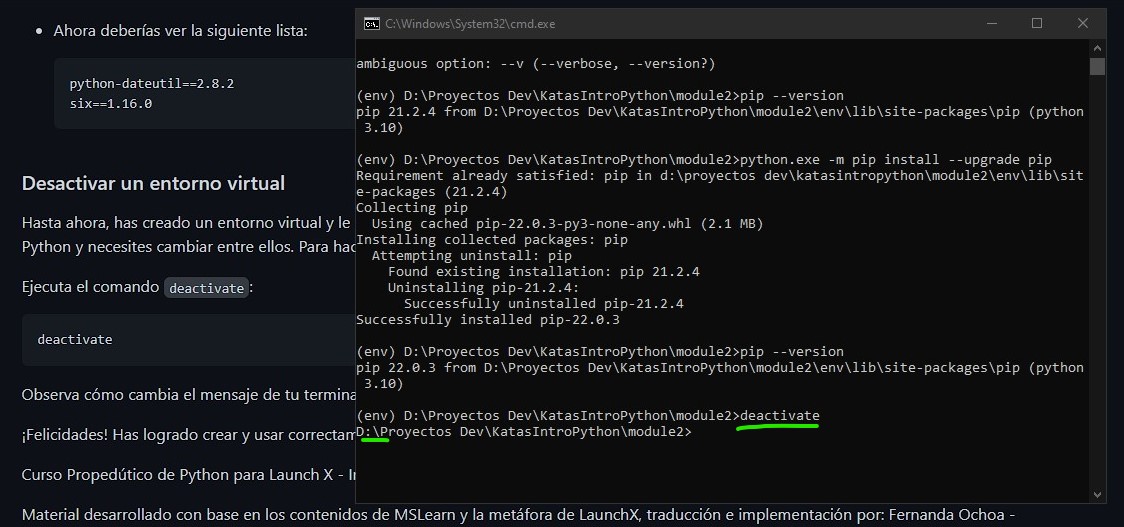 Ahora deberías ver la siguiente lista:
python-dateutil==2.8.2
six==1.16.0
Desactivar un entorno virtual
Hasta ahora, has creado un entorno virtual y le
Python y necesites cambiar entre ellos. Para hac
Ejecuta el comando deactivate:
deactivate
Observa cómo cambia el mensaje de tu termina
¡Felicidades! Has logrado crear y usar correctam
Curso Propedútico de Python para Launch X - I
Material desarrollado con base en los contenidos de MSLearn y la metáfora de LaunchX, traducción e implementación por: Fernanda Ochoa -
C:\Windows\System32\cmd.exe
ambiguous option: --v (--verbose, --version?)
(env) D:\Proyectos Dev\KatasIntroPython\module2>pip --version
pip 21.2.4 from D:\Proyectos Dev\KatasIntroPython\module2\env\lib\site-packages\pip (python
3.10)
(env) D:\Proyectos Dev\KatasIntroPython\module2>python.exe -m pip install --upgrade pip
Requirement already satisfied: pip in d:\proyectos dev\katasintropython\module2\env\lib\sit
e-packages (21.2.4)
Collecting pip
Using cached pip-22.0.3-py3-none-any.whl (2.1 MB)
Installing collected packages: pip
Attempting uninstall: pip
Found existing installation: pip 21.2.4
Uninstalling pip-21.2.4:
Successfully uninstalled pip-21.2.4
Successfully installed pip-22.0.3
(env) D:\Proyectos Dev\KatasIntroPython\module2>pip --version
pip 22.0.3 from D:\Proyectos Dev\KatasIntroPython\module2\env\lib\site-packages\pip (python
3.10)
(env) D:\Proyectos Dev\KatasIntroPython\module2>deactivate
D:\Proyectos Dev\KatasIntroPython\module2>